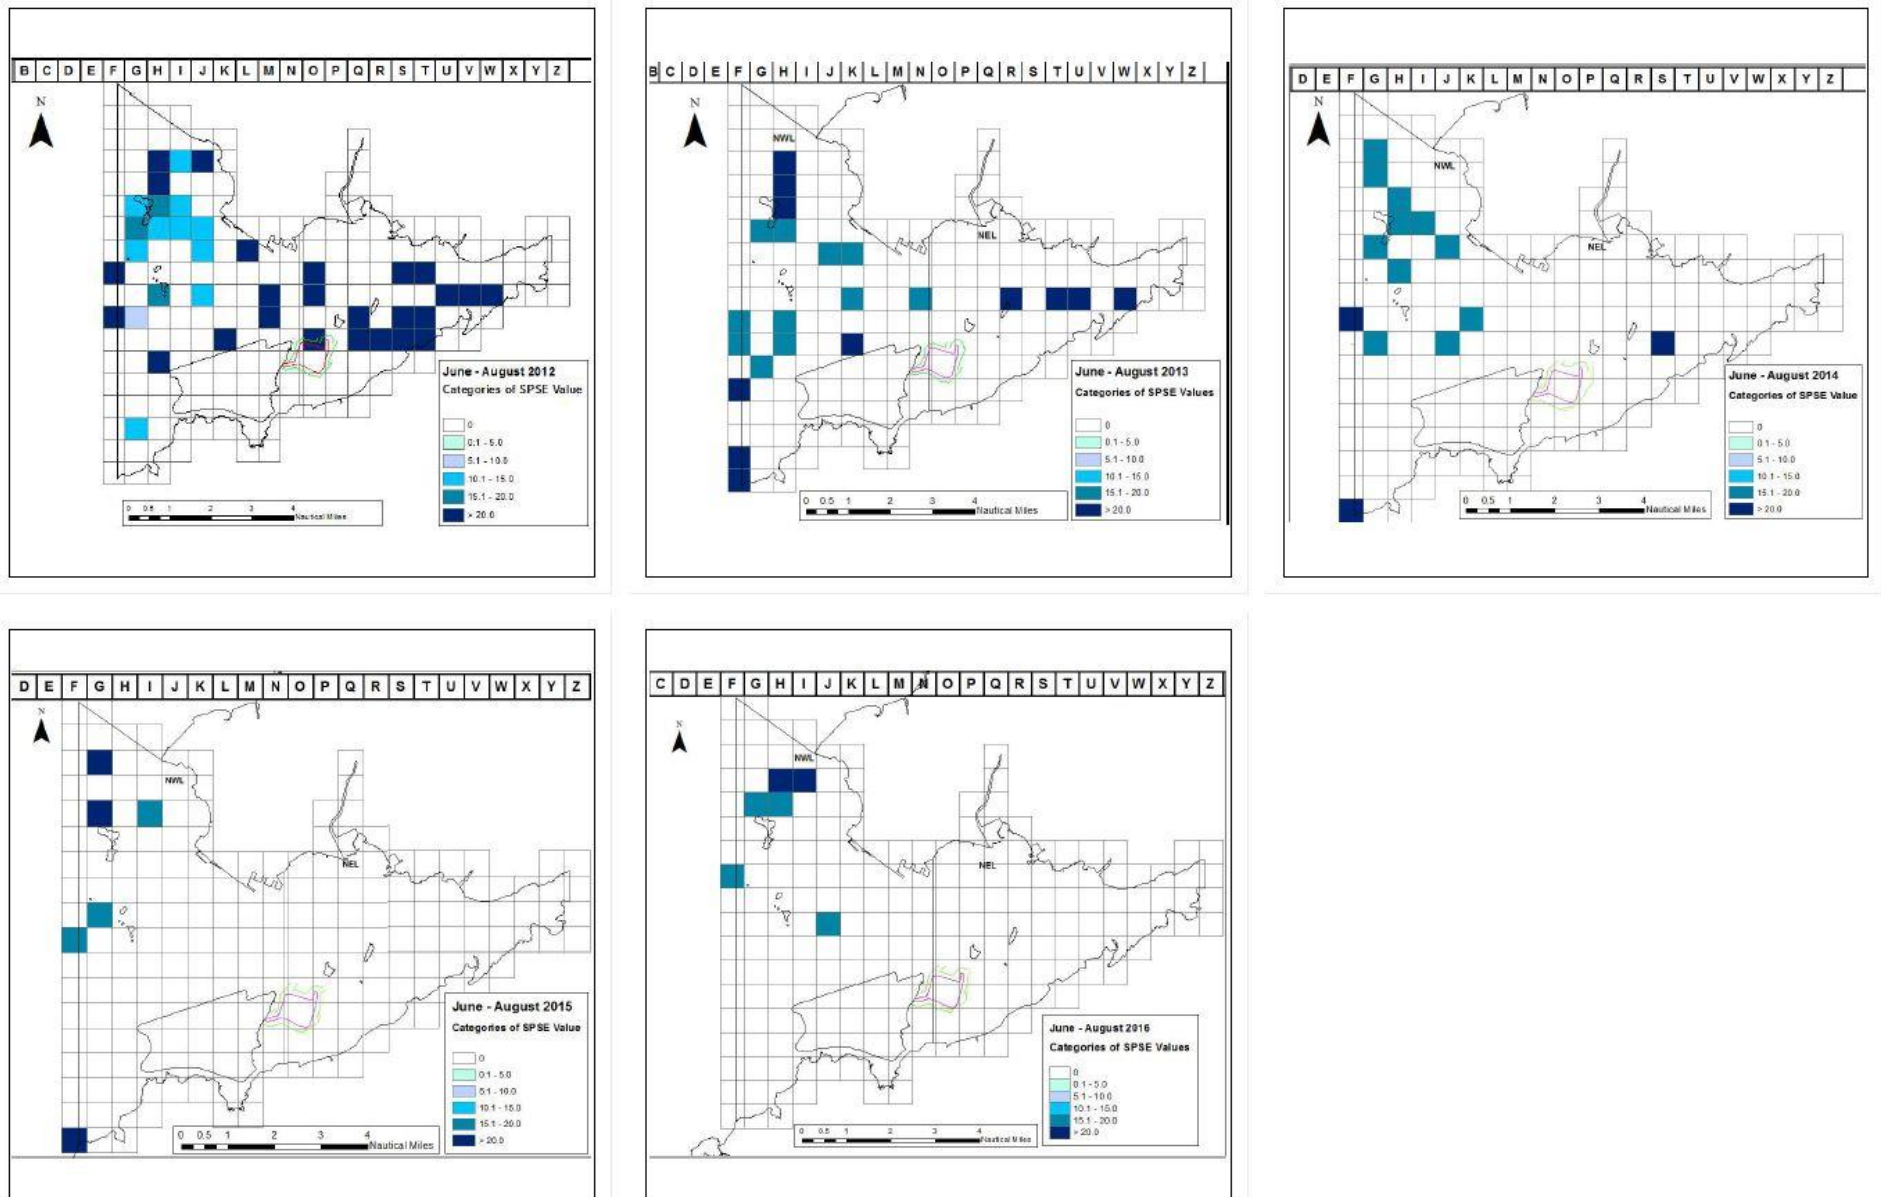 B C D E F G H I J K L M N O P Q R S T U V W X Y Z
N
June - August 2012
Categories of SPSE Value
0
0.1 - 5.0
5.1 - 10.0
10.1 - 15.0
15.1 - 20.0
> 20.0
0 0.5 1 2 3 4
Nautical Miles
B C D E F G H I J K L M N O P Q R S T U V W X Y Z
N
NWL
NEL
June - August 2013
Categories of SPSE Values
0
0.1 - 5.0
5.1 - 10.0
10.1 - 15.0
15.1 - 20.0
> 20.0
0 0.5 1 2 3 4
Nautical Miles
D E F G H I J K L M N O P Q R S T U V W X Y Z
N
NWL
NEL
June - August 2014
Categories of SPSE Value
0
0.1 - 5.0
5.1 - 10.0
10.1 - 15.0
15.1 - 20.0
> 20.0
0 0.5 1 2 3 4
Nautical Miles
D E F G H I J K L M N O P Q R S T U V W X Y Z
N
NWL
NEL
June - August 2015
Categories of SPSE Value
0
0.1 - 5.0
5.1 - 10.0
10.1 - 15.0
15.1 - 20.0
> 20.0
0 0.5 1 2 3 4
Nautical Miles
C D E F G H I J K L M N O P Q R S T U V W X Y Z
N
NWL
NEL
June - August 2016
Categories of SPSE Values
0
0.1 - 5.0
5.1 - 10.0
10.1 - 15.0
15.1 - 20.0
> 20.0
0 0.5 1 2 3 4
Nautical Miles